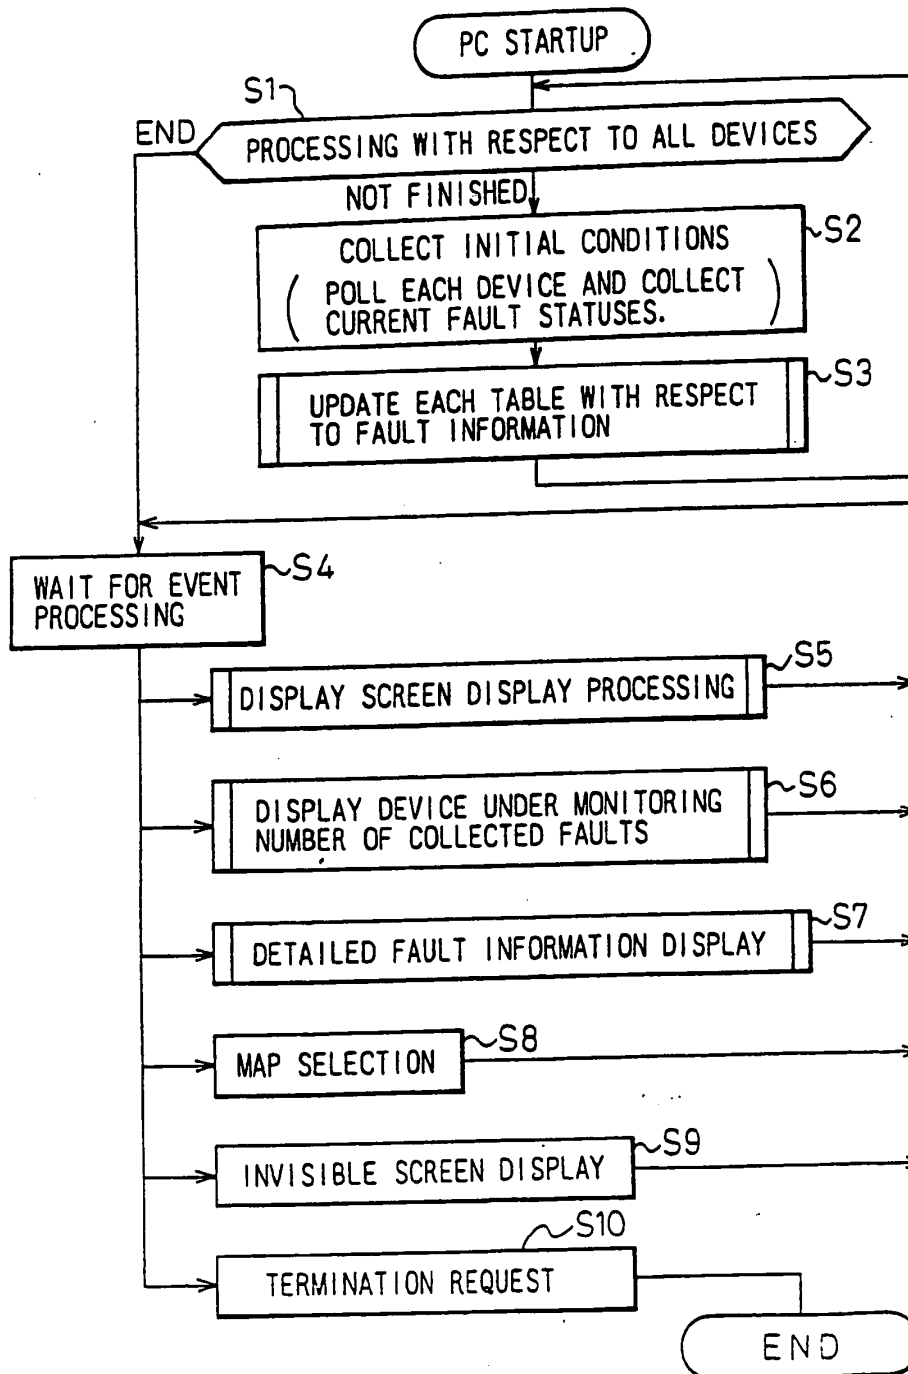 PC STARTUP
S1
END
PROCESSING WITH RESPECT TO ALL DEVICES
NOT FINISHED
S2
COLLECT INITIAL CONDITIONS
( POLL EACH DEVICE AND COLLECT
CURRENT FAULT STATUSES. )
S3
UPDATE EACH TABLE WITH RESPECT
TO FAULT INFORMATION
S4
WAIT FOR EVENT
PROCESSING
S5
DISPLAY SCREEN DISPLAY PROCESSING
S6
DISPLAY DEVICE UNDER MONITORING
NUMBER OF COLLECTED FAULTS
S7
DETAILED FAULT INFORMATION DISPLAY
S8
MAP SELECTION
S9
INVISIBLE SCREEN DISPLAY
S10
TERMINATION REQUEST
END